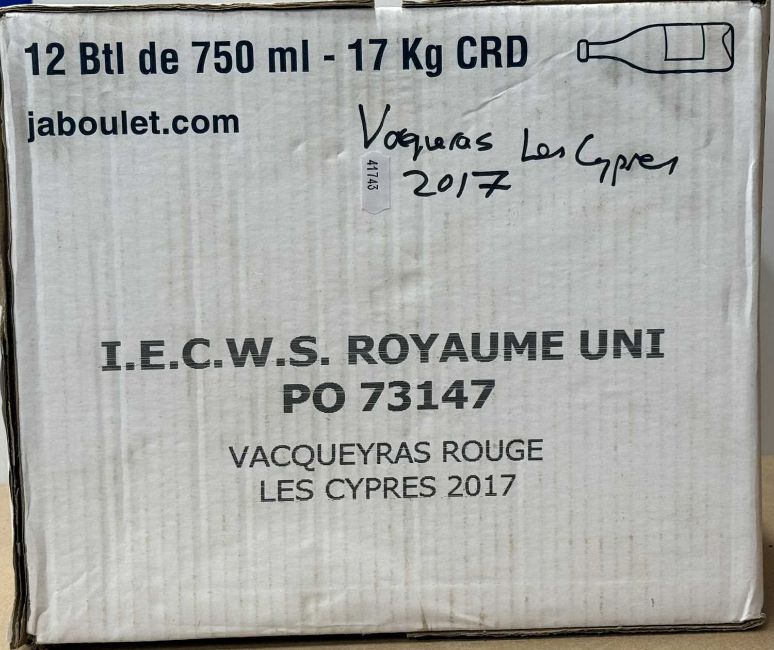 12 Btl de 750 ml - 17 Kg CRD
jaboulet.com
Vaqueras Les Cypres
2017
41743
I.E.C.W.S. ROYAUME UNI
PO 73147
VACQUEYRAS ROUGE
LES CYPRES 2017